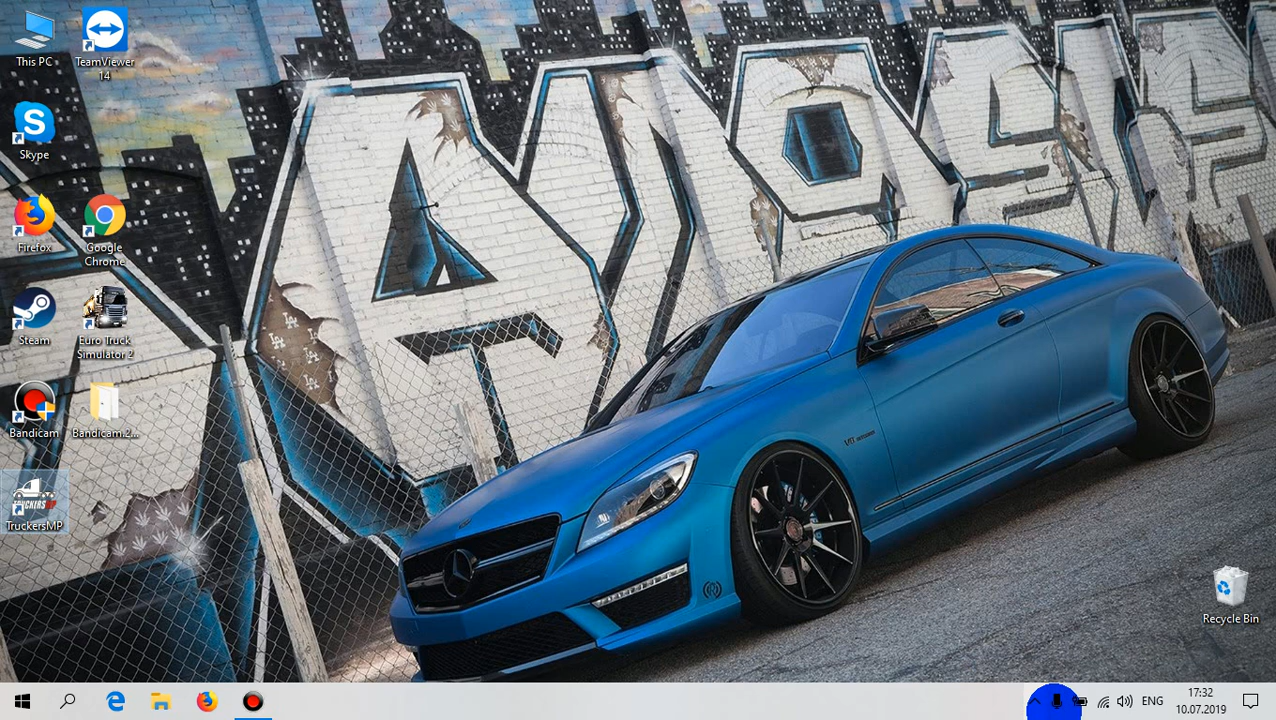 This PC
TeamViewer
14
Skype
Firefox
Google
Chrome
Steam
Euro Truck
Simulator 2
Bandicam
Bandicam.2...
TRUCKERSMP
TruckersMP
Recycle Bin
ENG
17:32
10.07.2019